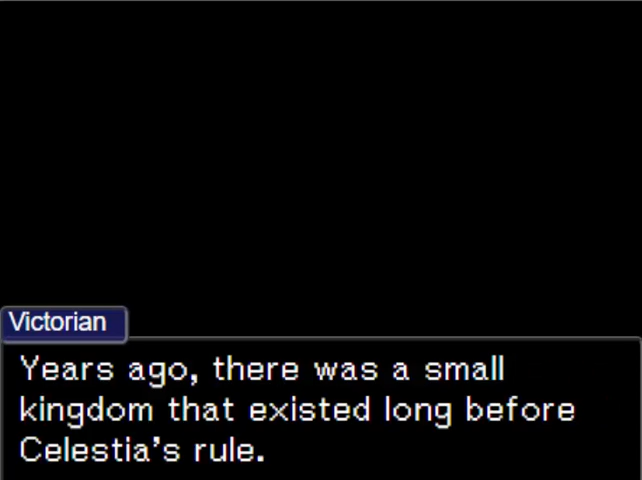 Victorian
Years ago, there was a small
kingdom that existed long before
Celestia's rule.